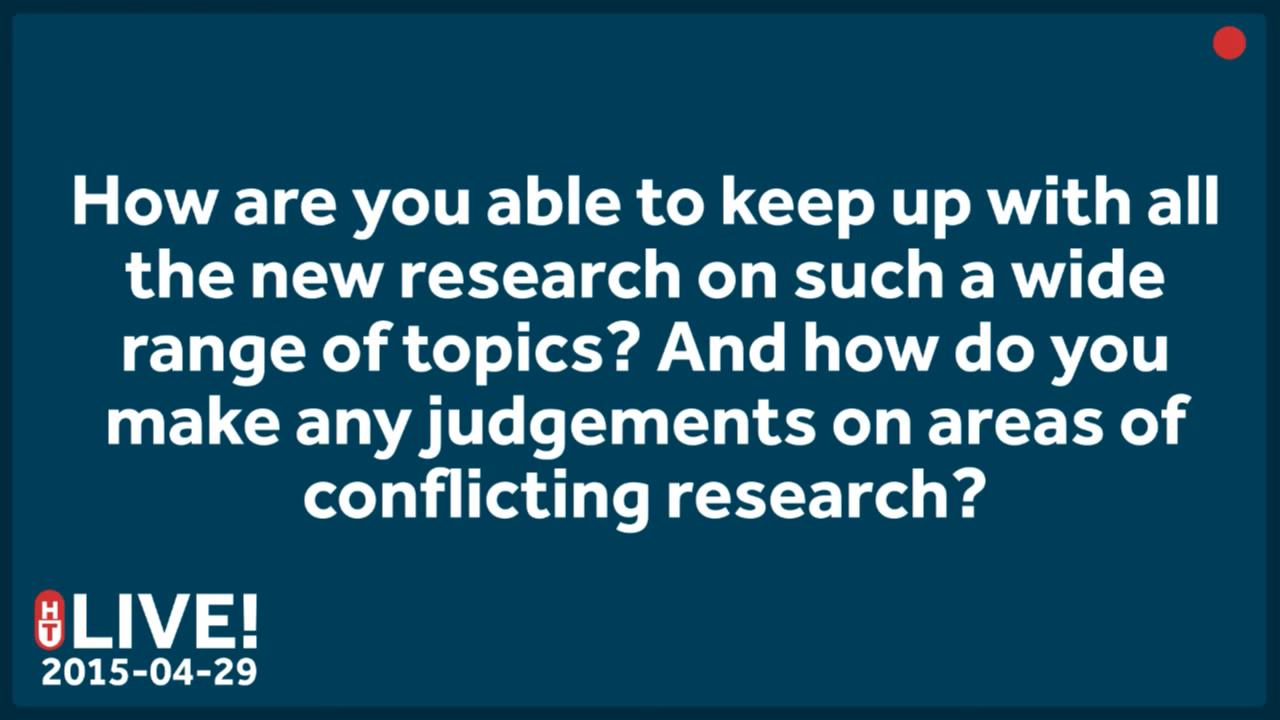 How are you able to keep up with all
the new research on such a wide
range of topics? And how do you
make any judgements on areas of
conflicting research?
HT LIVE!
2015-04-29